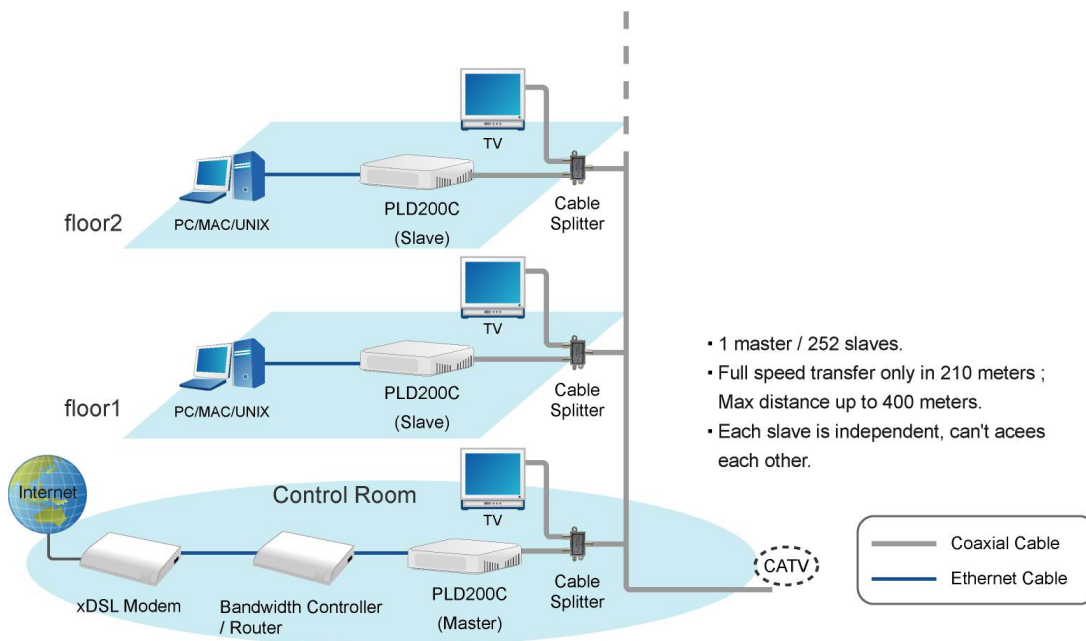 TV
PC/MAC/UNIX
PLD200C
(Slave)
Cable
Splitter
floor2
TV
PC/MAC/UNIX
PLD200C
(Slave)
Cable
Splitter
floor1
▪ 1 master / 252 slaves.
▪ Full speed transfer only in 210 meters ;
Max distance up to 400 meters.
▪ Each slave is independent, can't acees
each other.
Internet
Control Room
TV
xDSL Modem
Bandwidth Controller
/ Router
PLD200C
(Master)
Cable
Splitter
CATV
Coaxial Cable
Ethernet Cable